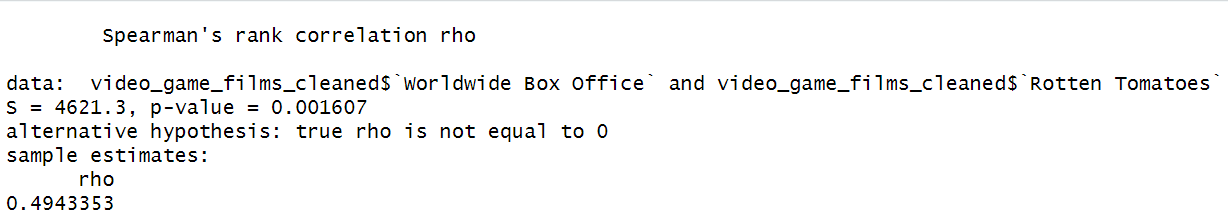 Spearman's rank correlation rho
data:  video_game_films_cleaned$`Worldwide Box Office` and video_game_films_cleaned$`Rotten Tomatoes`
S = 4621.3, p-value = 0.001607
alternative hypothesis: true rho is not equal to 0
sample estimates:
rho
0.4943353